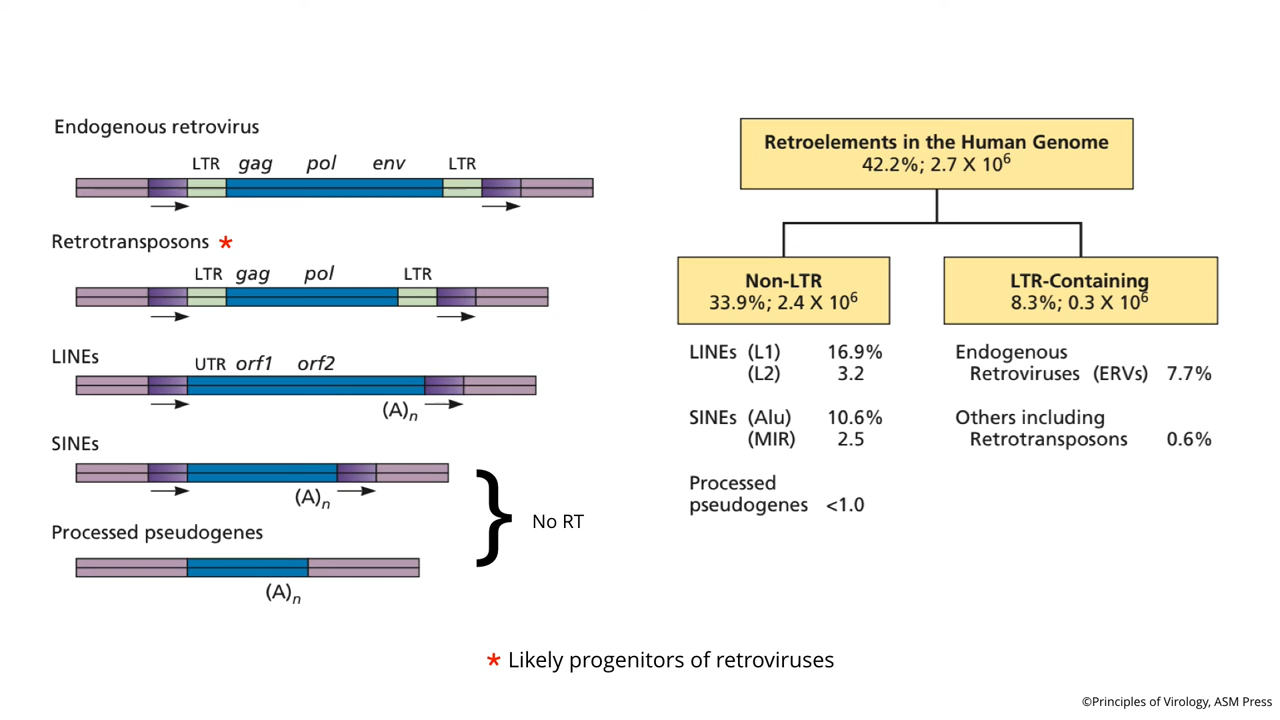 Endogenous retrovirus
LTR gag pol env LTR
Retrotransposons *
LTR gag pol LTR
LINEs
UTR orf1 orf2
(A)n
SINEs
(A)n
Processed pseudogenes
(A)n
} No RT
Retroelements in the Human Genome
42.2%; 2.7 X 10⁶
Non-LTR
33.9%; 2.4 X 10⁶
LINEs (L1) 16.9%
(L2) 3.2
SINEs (Alu) 10.6%
(MIR) 2.5
Processed
pseudogenes <1.0
LTR-Containing
8.3%; 0.3 X 10⁶
Endogenous
Retroviruses (ERVs) 7.7%
Others including
Retrotransposons 0.6%
* Likely progenitors of retroviruses
©Principles of Virology, ASM Press